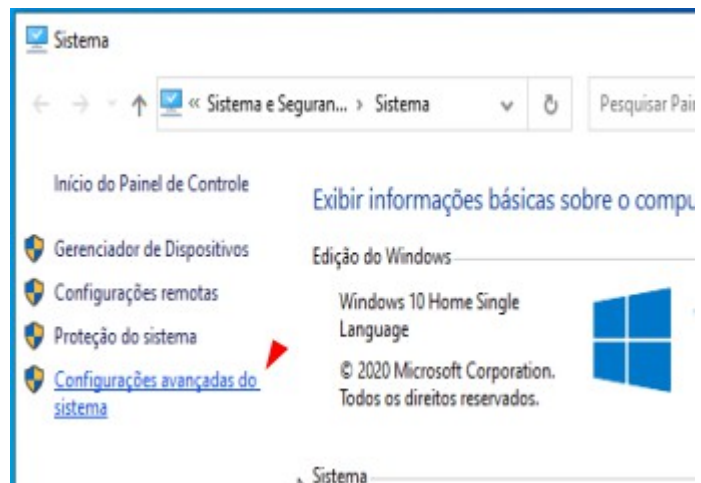 Sistema
« Sistema e Seguran... › Sistema
Pesquisar
Início do Painel de Controle
Exibir informações básicas sobre o
Gerenciador de Dispositivos
Edição do Windows
Configurações remotas
Windows 10 Home Single
Language
Proteção do sistema
© 2020 Microsoft Corporation.
Todos os direitos reservados.
Configurações avançadas do
sistema
Sistema